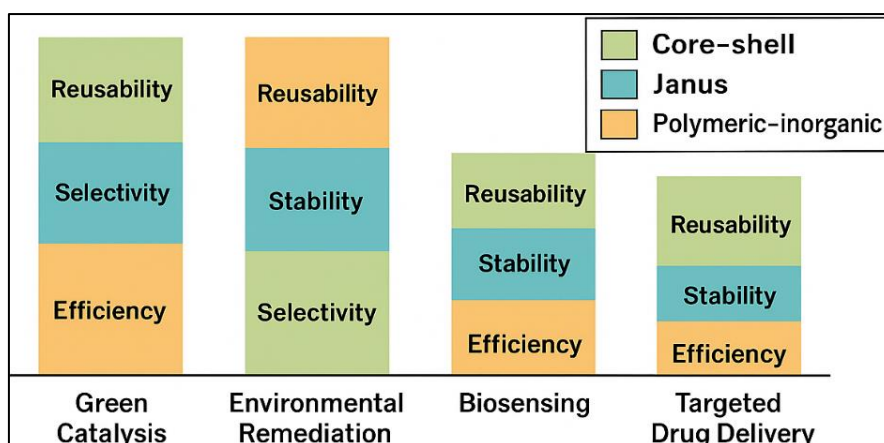 Core-shell
Janus
Polymeric-inorganic
Reusability
Selectivity
Efficiency
Reusability
Stability
Selectivity
Reusability
Stability
Efficiency
Reusability
Stability
Efficiency
Green
Catalysis
Environmental
Remediation
Biosensing
Targeted
Drug Delivery